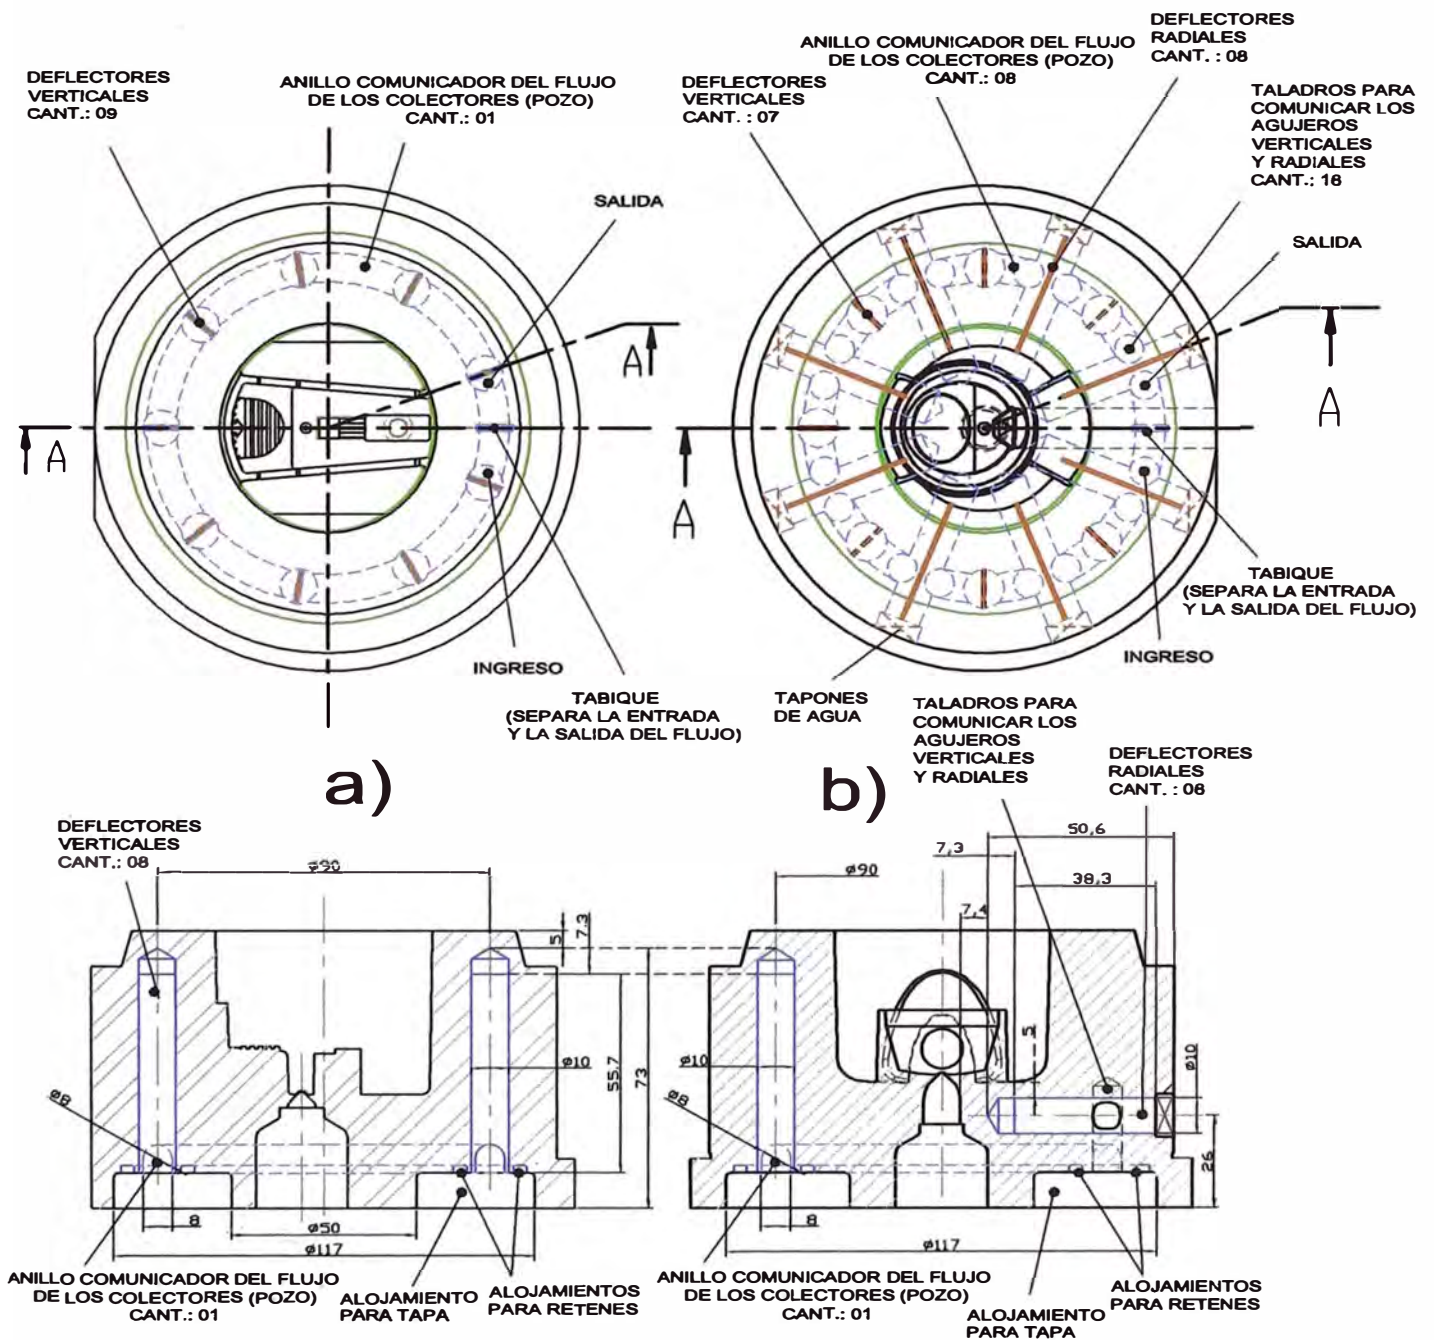 DEFLECTORES
VERTICALES
CANT.: 09
ANILLO COMUNICADOR DEL FLUJO
DE LOS COLECTORES (POZO)
CANT.: 01
SALIDA
A
A
INGRESO
TABIQUE
(SEPARA LA ENTRADA
Y LA SALIDA DEL FLUJO)
a)
DEFLECTORES
VERTICALES
CANT. : 07
ANILLO COMUNICADOR DEL FLUJO
DE LOS COLECTORES (POZO)
CANT.: 08
DEFLECTORES
RADIALES
CANT. : 08
TALADROS PARA
COMUNICAR LOS
AGUJEROS
VERTICALES
Y RADIALES
CANT.: 16
SALIDA
A
A
TABIQUE
(SEPARA LA ENTRADA
Y LA SALIDA DEL FLUJO)
INGRESO
TAPONES
DE AGUA
b)
TALADROS PARA
COMUNICAR LOS
AGUJEROS
VERTICALES
Y RADIALES
DEFLECTORES
RADIALES
CANT. : 08
DEFLECTORES
VERTICALES
CANT.: 08
ø90
5
7.3
55,7
73
ø10
ø8
8
ø50
ø117
ANILLO COMUNICADOR DEL FLUJO
DE LOS COLECTORES (POZO)
CANT.: 01
ALOJAMIENTO
PARA TAPA
ALOJAMIENTOS
PARA RETENES
50,6
7,3
ø90
38,3
7,4
5
ø10
ø10
ø8
26
8
ø117
ANILLO COMUNICADOR DEL FLUJO
DE LOS COLECTORES (POZO)
CANT.: 01
ALOJAMIENTO
PARA TAPA
ALOJAMIENTOS
PARA RETENES